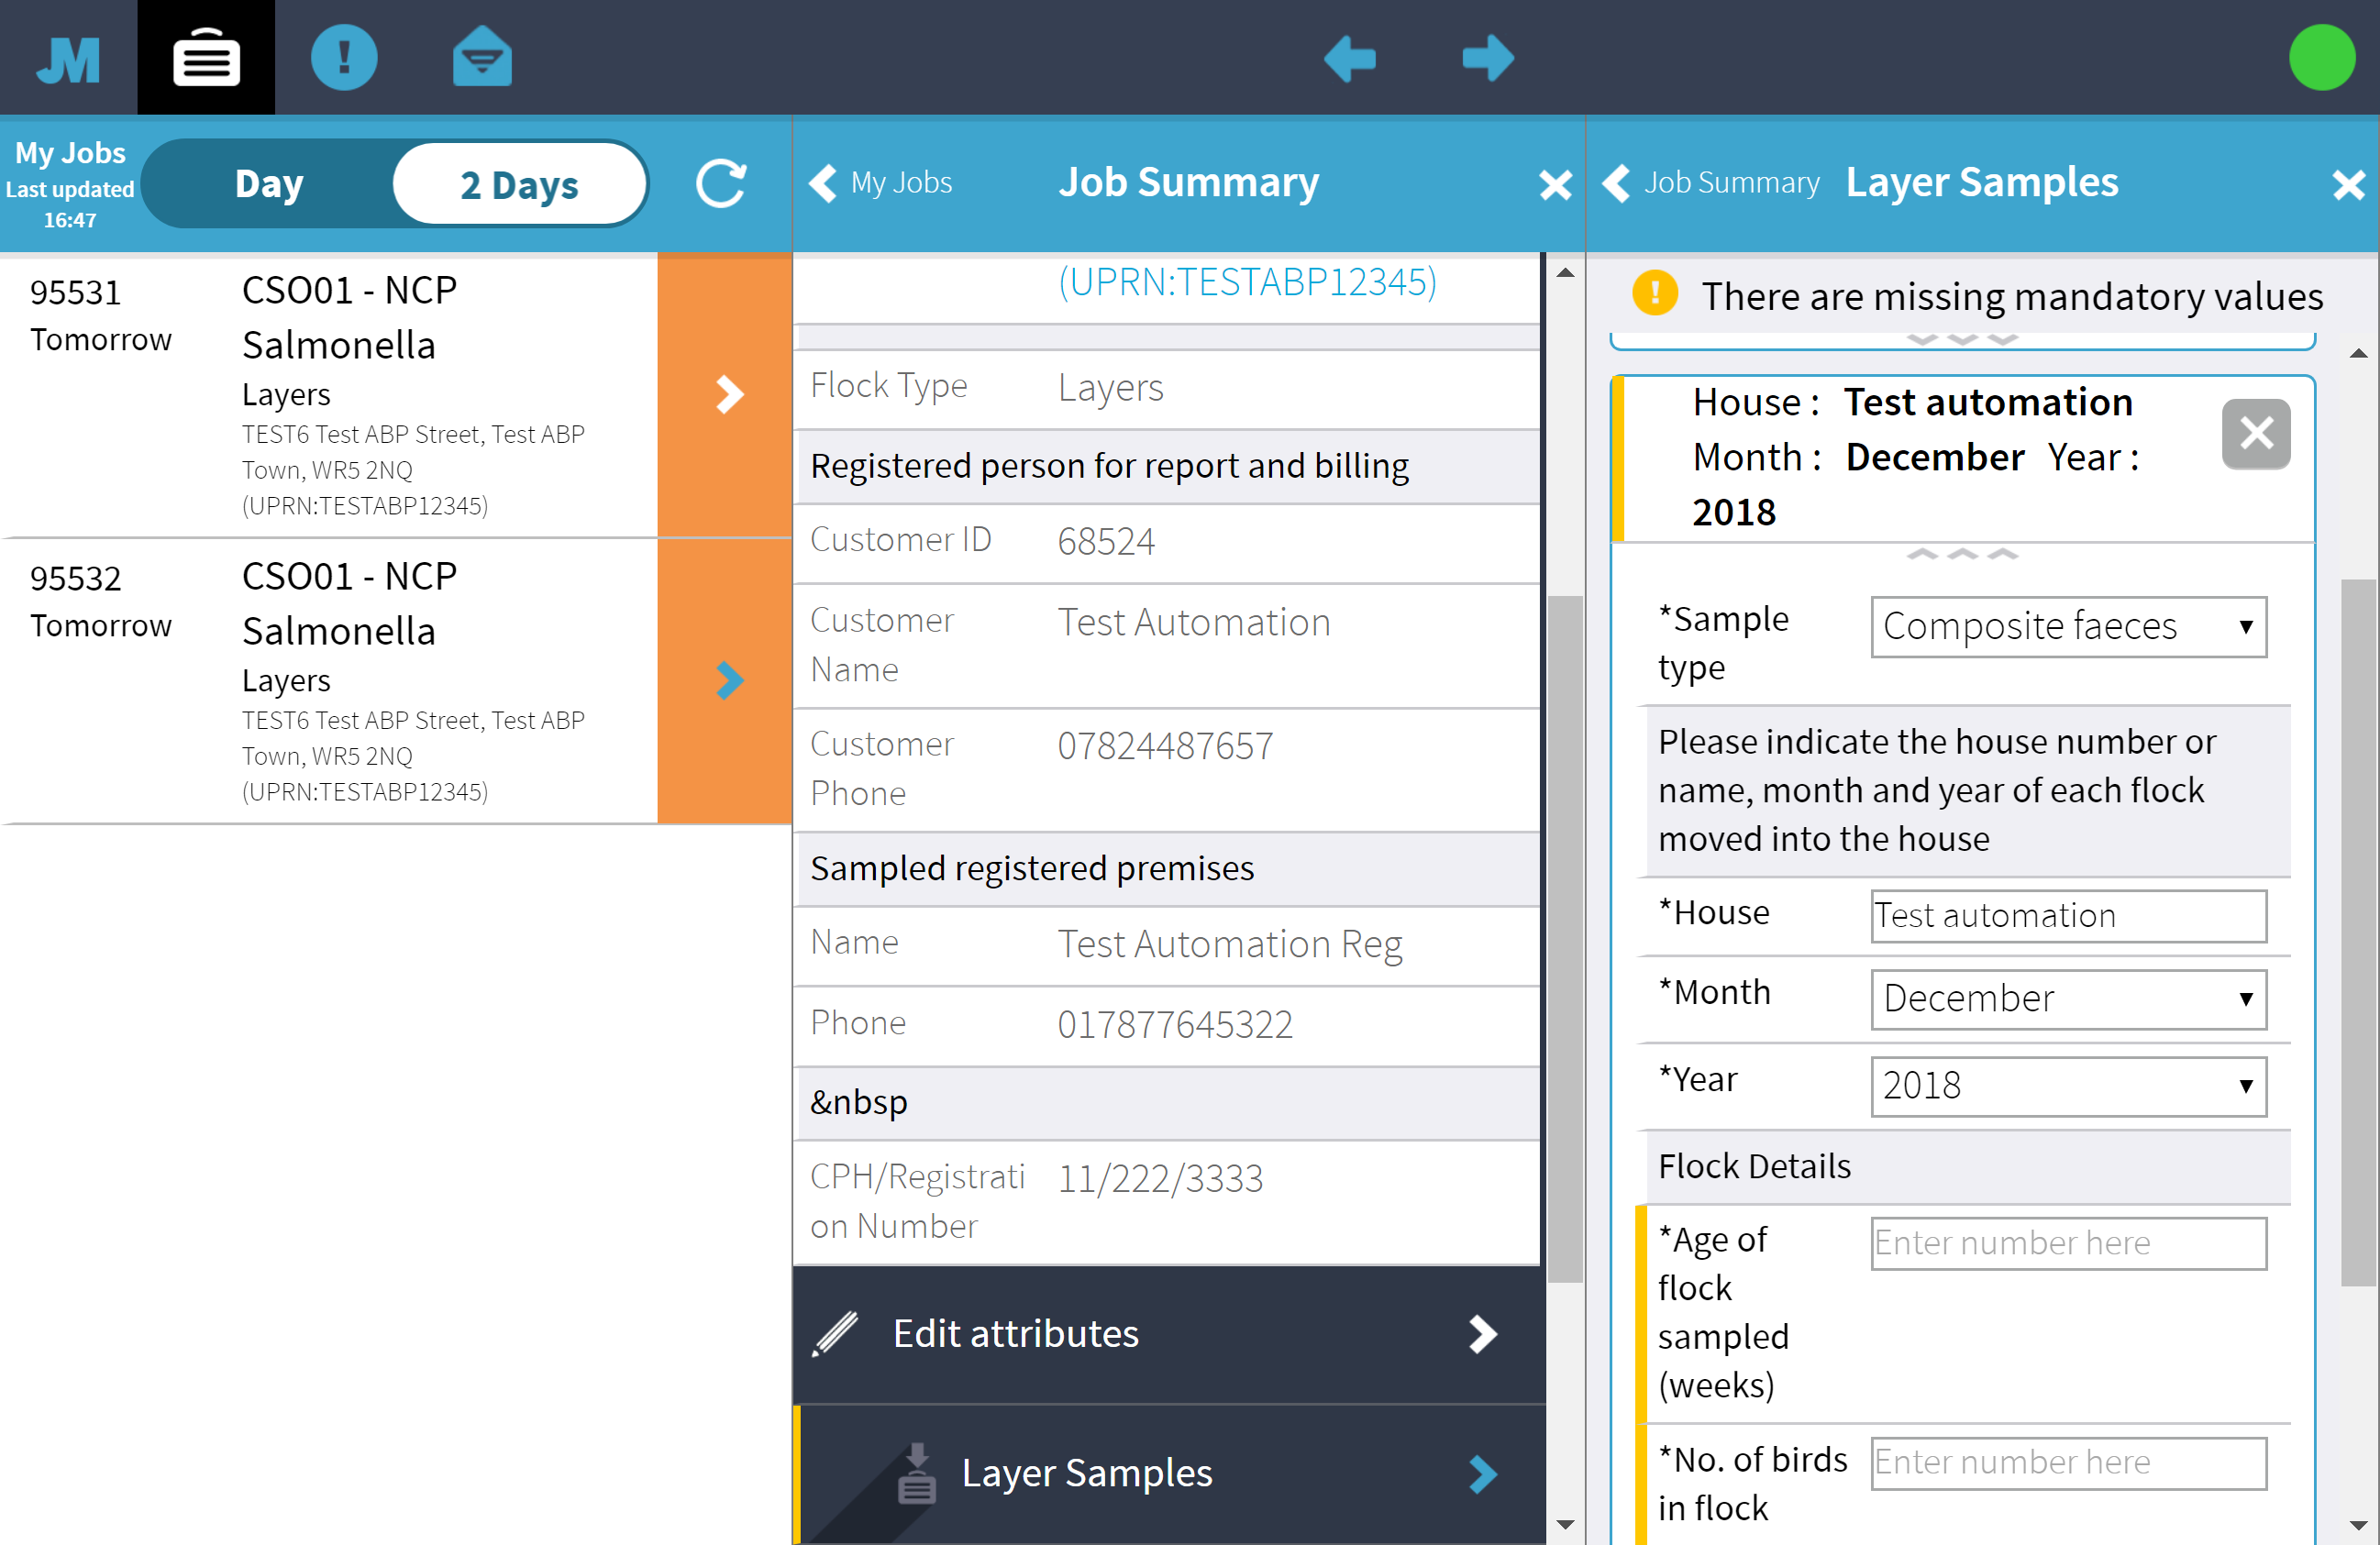 JM
My Jobs
Last updated
16:47
Day
2 Days
My Jobs
Job Summary
Job Summary
Layer Samples
95531
Tomorrow
CSO01 - NCP
Salmonella
Layers
TEST6 Test ABP Street, Test ABP
Town, WR5 2NQ
(UPRN:TESTABP12345)
95532
Tomorrow
CSO01 - NCP
Salmonella
Layers
TEST6 Test ABP Street, Test ABP
Town, WR5 2NQ
(UPRN:TESTABP12345)
(UPRN:TESTABP12345)
Flock Type Layers
Registered person for report and billing
Customer ID 68524
Customer Test Automation
Name
Customer 07824487657
Phone
Sampled registered premises
Name Test Automation Reg
Phone 017877645322
&nbsp
CPH/Registrati 11/222/3333
on Number
Edit attributes
Layer Samples
There are missing mandatory values
House : Test automation
Month : December Year :
2018
*Sample Composite faeces
type
Please indicate the house number or
name, month and year of each flock
moved into the house
*House Test automation
*Month December
*Year 2018
Flock Details
*Age of Enter number here
flock
sampled
(weeks)
*No. of birds Enter number here
in flock